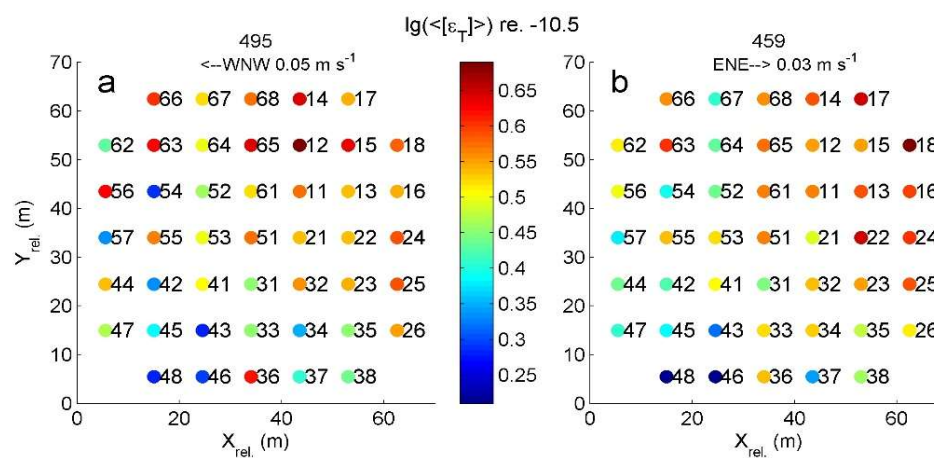 lg(<[ε_T]>) re. -10.5
495
<--WNW 0.05 m s⁻¹
a
70
60
50
40
30
20
10
0
Y_rel. (m)
66 67 68 14 17
62 63 64 65 12 15 18
56 54 52 61 11 13 16
57 55 53 51 21 22 24
44 42 41 31 32 23 25
47 45 43 33 34 35 26
48 46 36 37 38
0 20 40 60
X_rel. (m)
0.65
0.6
0.55
0.5
0.45
0.4
0.35
0.3
0.25
459
ENE--> 0.03 m s⁻¹
b
70
60
50
40
30
20
10
0
66 67 68 14 17
62 63 64 65 12 15 18
56 54 52 61 11 13 16
57 55 53 51 21 22 24
44 42 41 31 32 23 25
47 45 43 33 34 35 26
48 46 36 37 38
0 20 40 6
X_rel. (m)